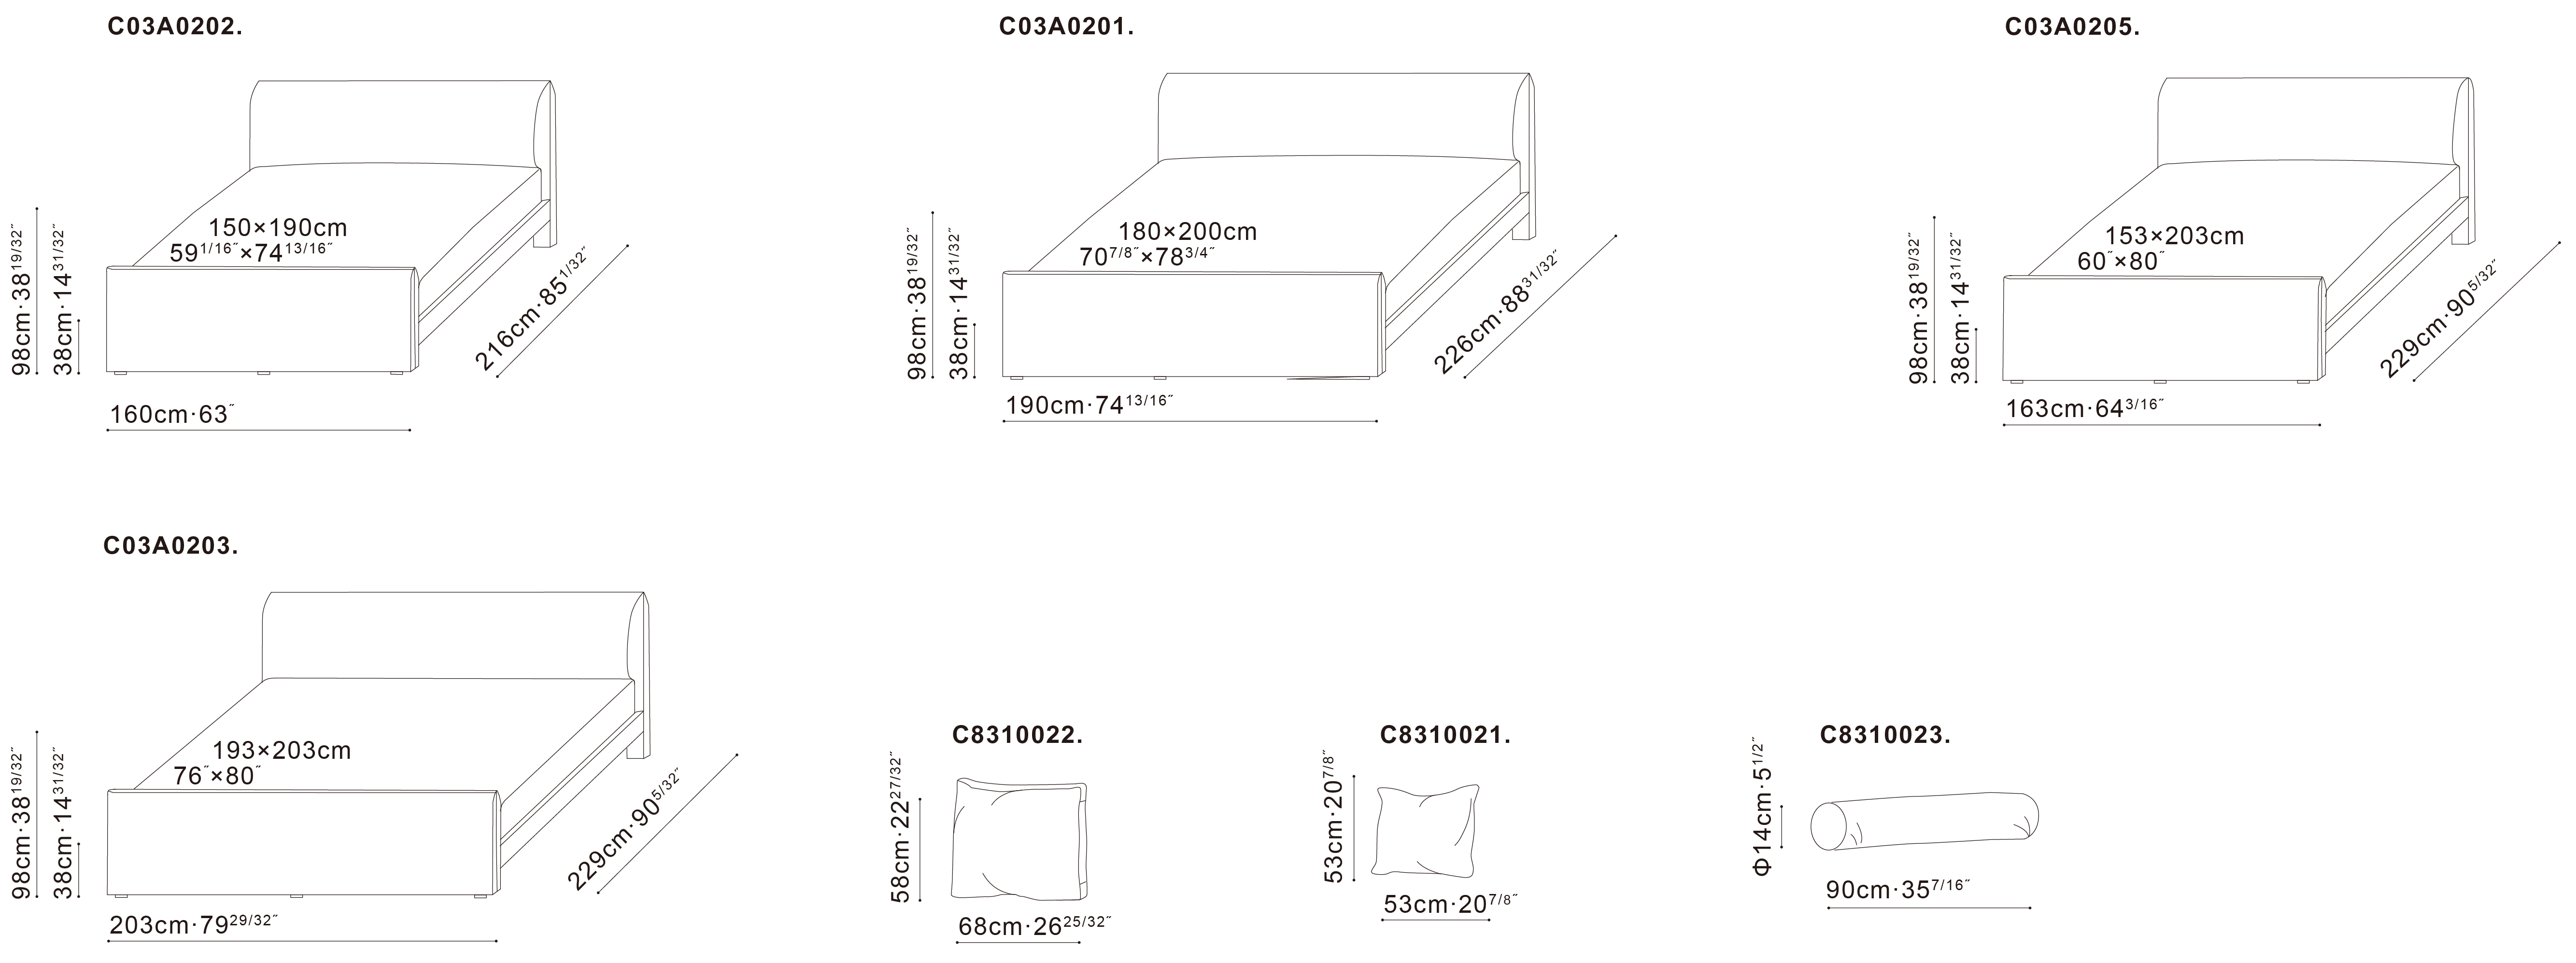 C03A0202.
150×190cm
59 1/16″×74 13/16″
98cm·38 19/32″
38cm·14 31/32″
216cm·85 1/32″
160cm·63″
C03A0201.
180×200cm
70 7/8″×78 3/4″
98cm·38 19/32″
38cm·14 31/32″
226cm·88 31/32″
190cm·74 13/16″
C03A0205.
153×203cm
60″×80″
98cm·38 19/32″
38cm·14 31/32″
229cm·90 5/32″
163cm·64 3/16″
C03A0203.
193×203cm
76″×80″
98cm·38 19/32″
38cm·14 31/32″
229cm·90 5/32″
203cm·79 29/32″
C8310022.
58cm·22 27/32″
68cm·26 25/32″
C8310021.
53cm·20 7/8″
53cm·20 7/8″
C8310023.
Φ14cm·5 1/2″
90cm·35 7/16″